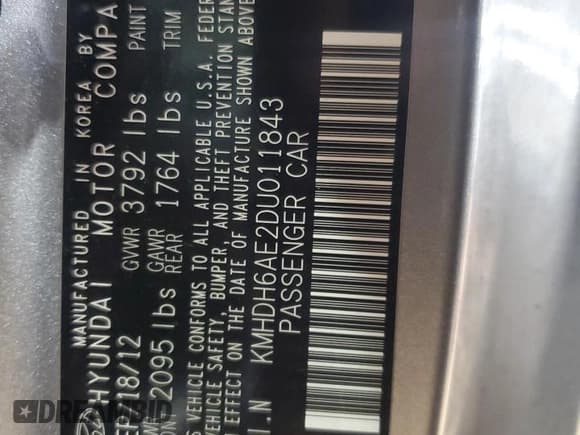 MANUFACTURED IN KOREA BY
HYUNDAI MOTOR COMPA
8/12 GVWR 3792 lbs PAINT
2095 lbs GAWR REAR 1764 lbs TRIM
S VEHICLE CONFORMS TO ALL APPLICABLE U.S.A. FEDER
VEHICLE SAFETY, BUMPER, AND THEFT PREVENTION STAN
EFFECT ON THE DATE OF MANUFACTURE SHOWN ABOVE
I.N KMHDH6AE2DU011843
PASSENGER CAR
DREAMBID